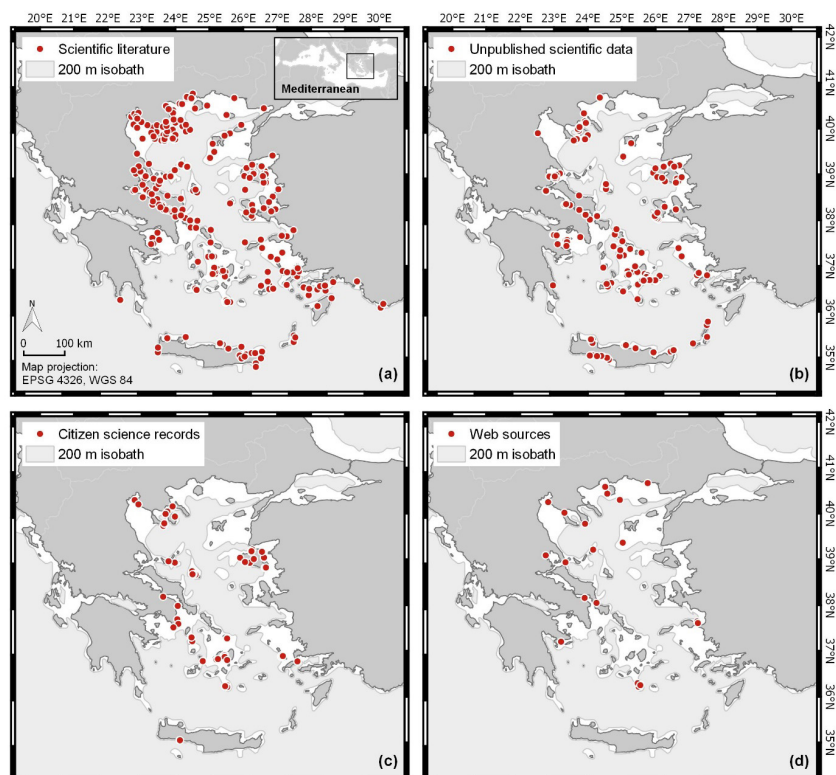 20°E 21°E 22°E 23°E 24°E 25°E 26°E 27°E 28°E 29°E 30°E
20°E 21°E 22°E 23°E 24°E 25°E 26°E 27°E 28°E 29°E 30°E
Scientific literature
200 m isobath
Mediterranean
N
0 100 km
Map projection:
EPSG 4326, WGS 84
(a)
Unpublished scientific data
200 m isobath
(b)
42°N
41°N
40°N
39°N
38°N
37°N
36°N
35°N
Citizen science records
200 m isobath
(c)
Web sources
200 m isobath
(d)
42°N
41°N
40°N
39°N
38°N
37°N
36°N
35°N